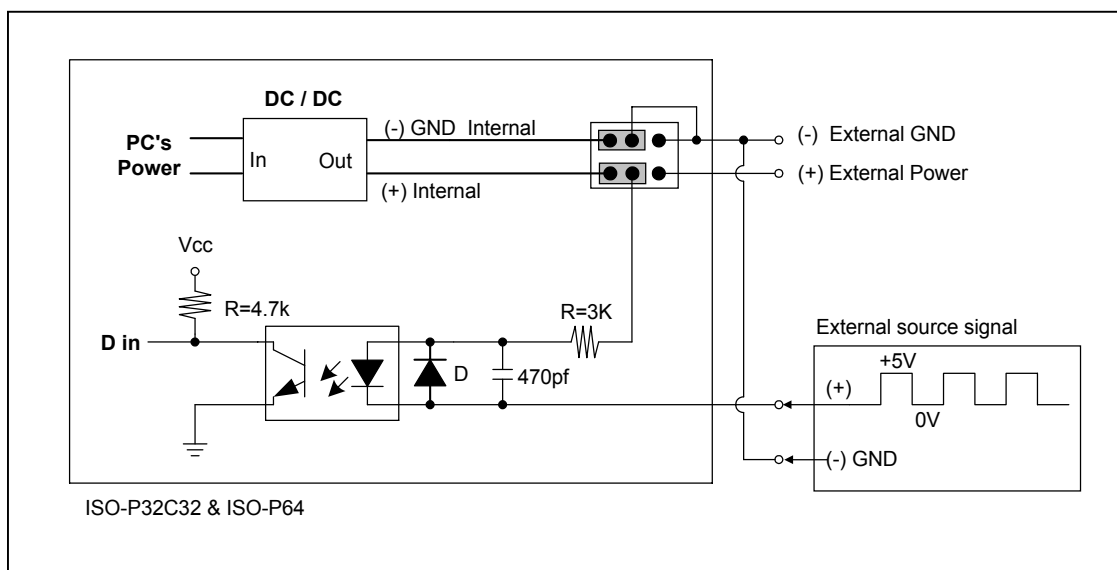 DC / DC
PC's
Power
In
Out
(-) GND Internal
(+) Internal
(-) External GND
(+) External Power
Vcc
R=4.7k
D in
R=3K
D
470pf
External source signal
+5V
(+)
0V
(-) GND
ISO-P32C32 & ISO-P64